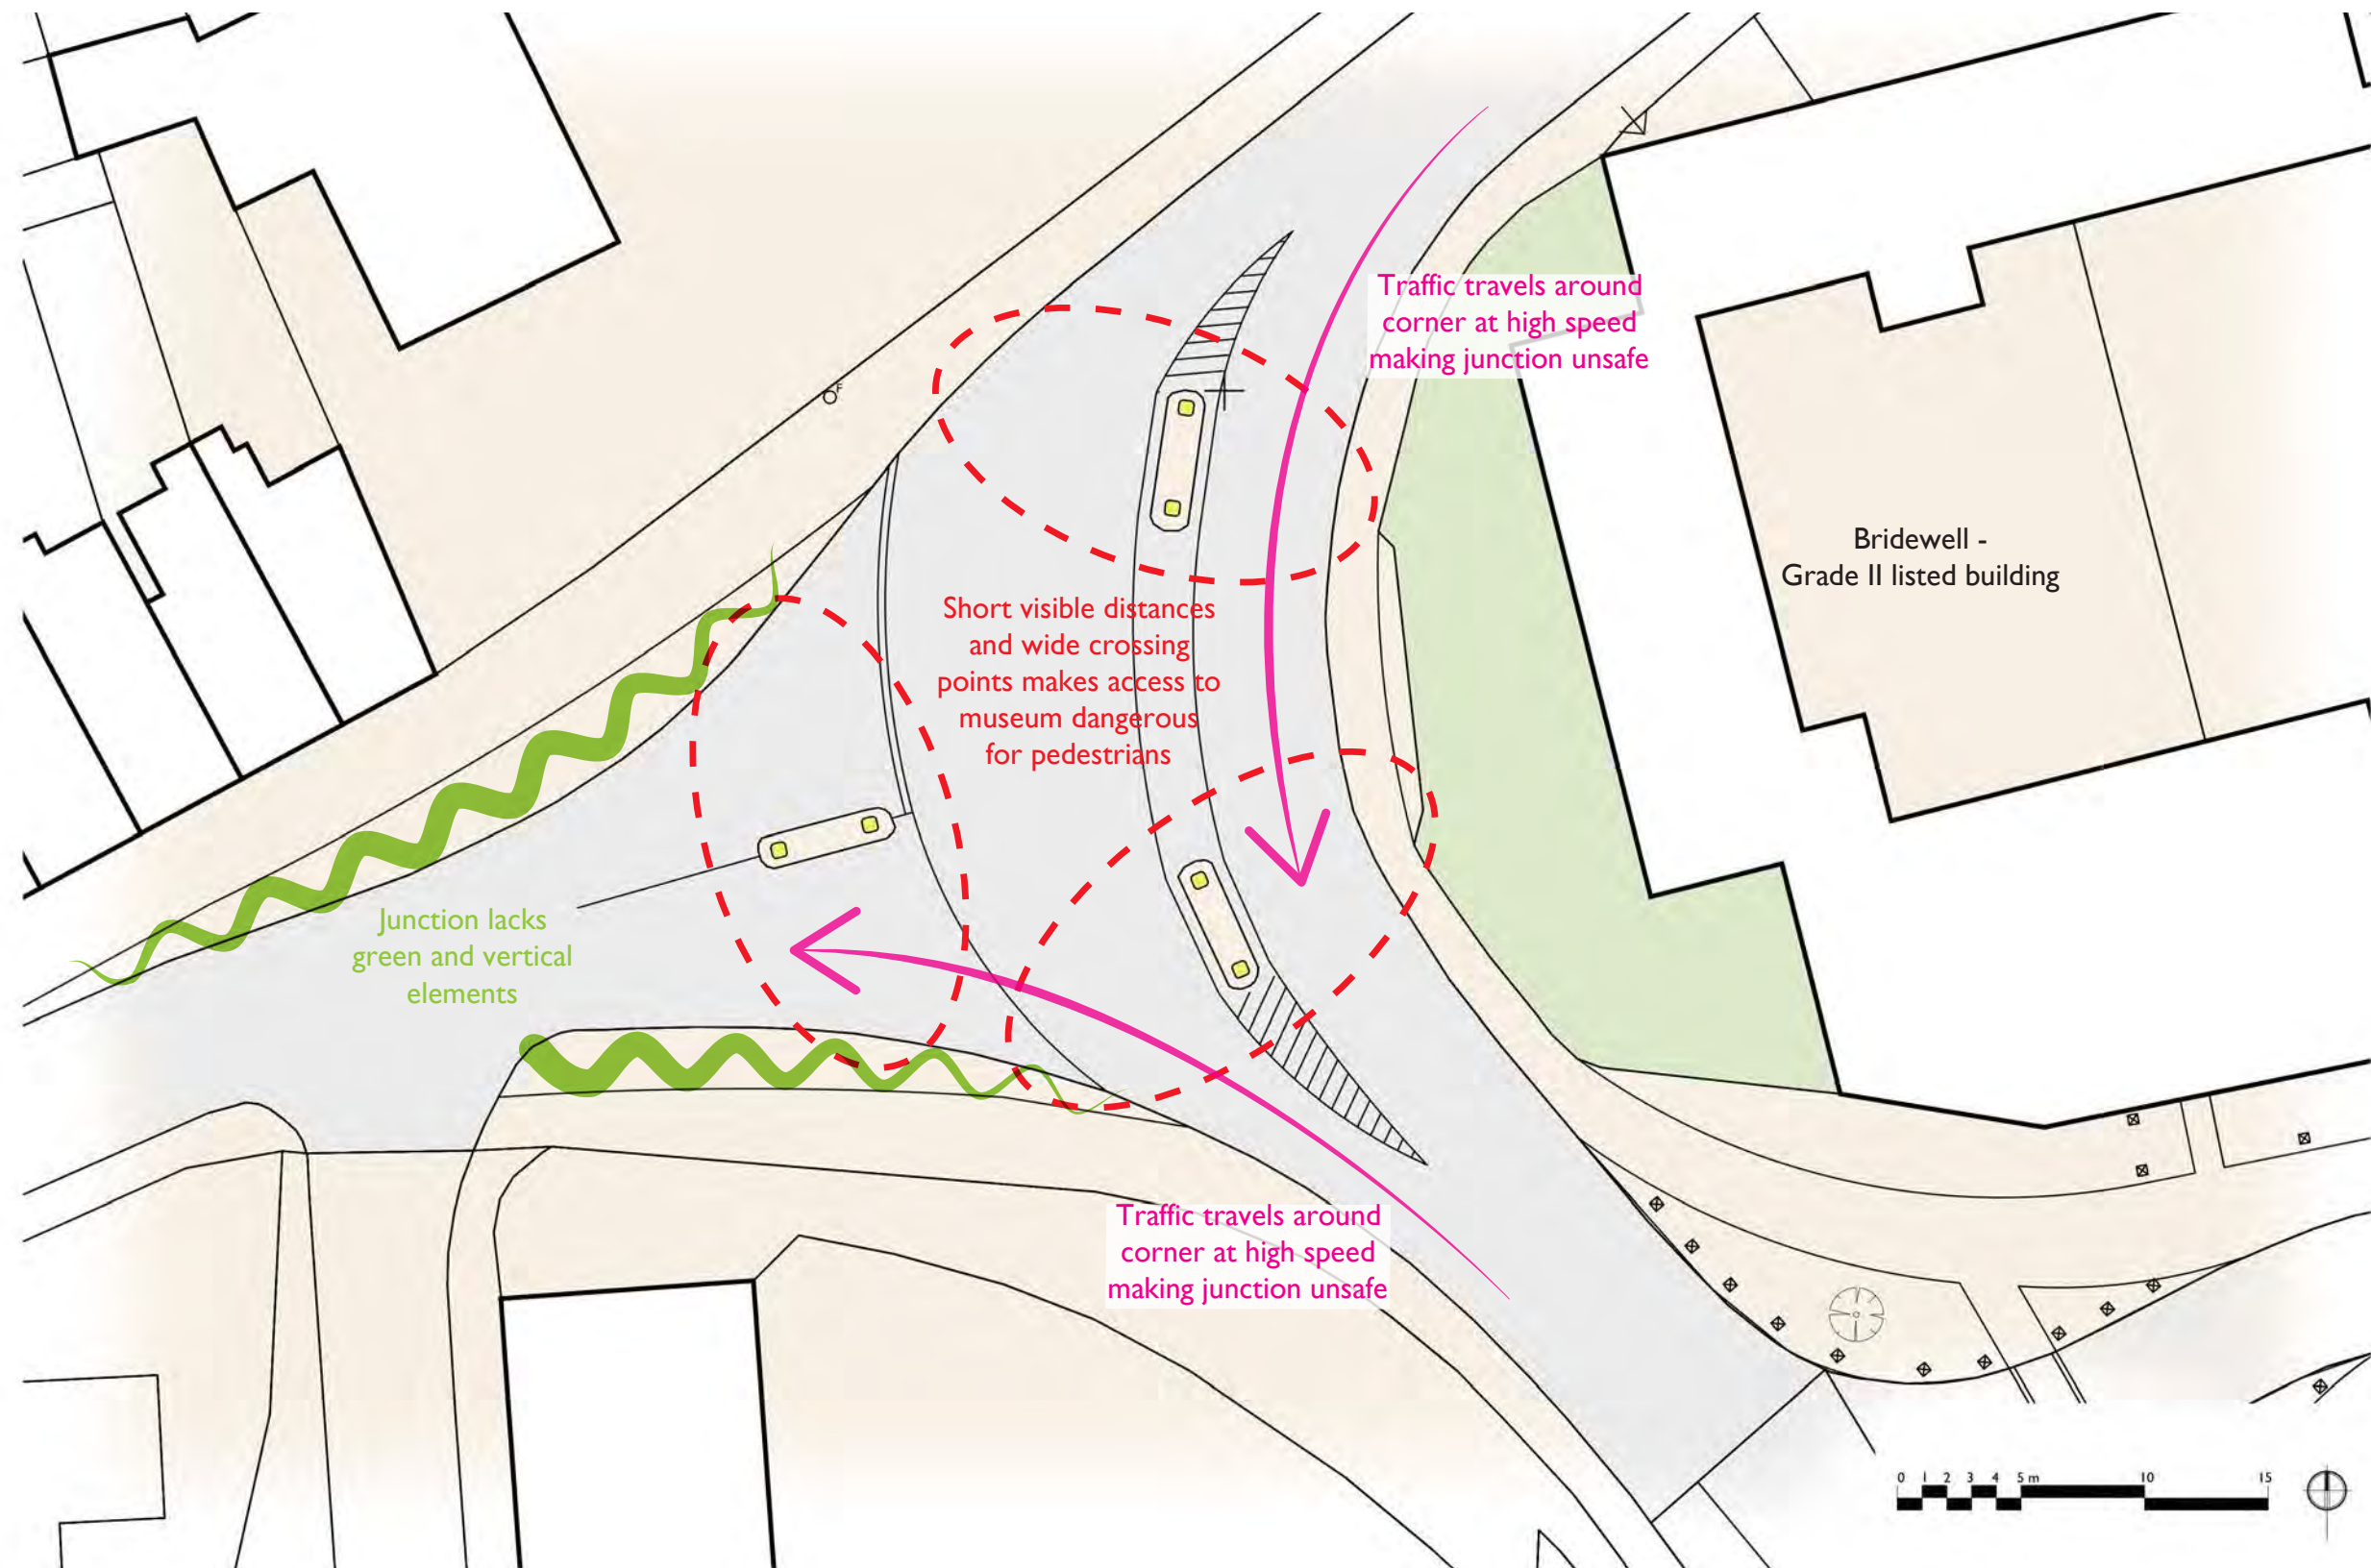 Traffic travels around
corner at high speed
making junction unsafe
F
Bridewell -
Grade II listed building
Short visible distances
and wide crossing
points makes access to
museum dangerous
for pedestrians
Junction lacks
green and vertical
elements
Traffic travels around
corner at high speed
making junction unsafe
0 1 2 3 4 5 m 10 15